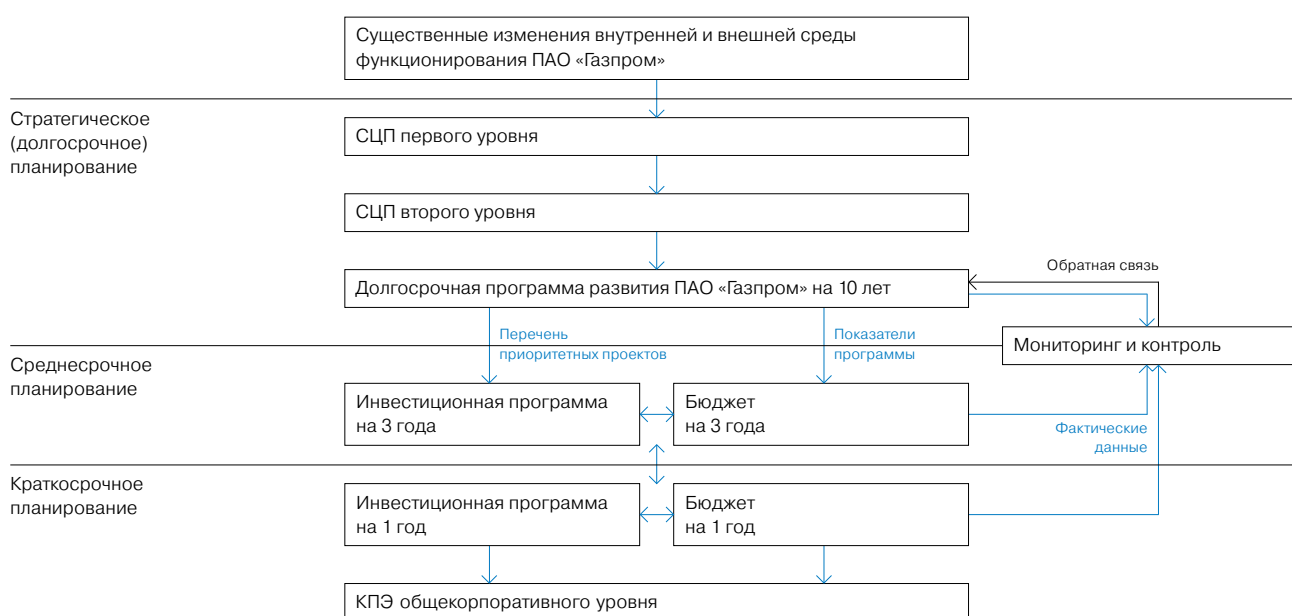 Существенные изменения внутренней и внешней среды
функционирования ПАО «Газпром»
Стратегическое
(долгосрочное)
планирование
СЦП первого уровня
СЦП второго уровня
Обратная связь
Долгосрочная программа развития ПАО «Газпром» на 10 лет
Перечень
приоритетных проектов
Показатели
программы
Мониторинг и контроль
Среднесрочное
планирование
Инвестиционная программа
на 3 года
Бюджет
на 3 года
Фактические
данные
Краткосрочное
планирование
Инвестиционная программа
на 1 год
Бюджет
на 1 год
КПЭ общекорпоративного уровня